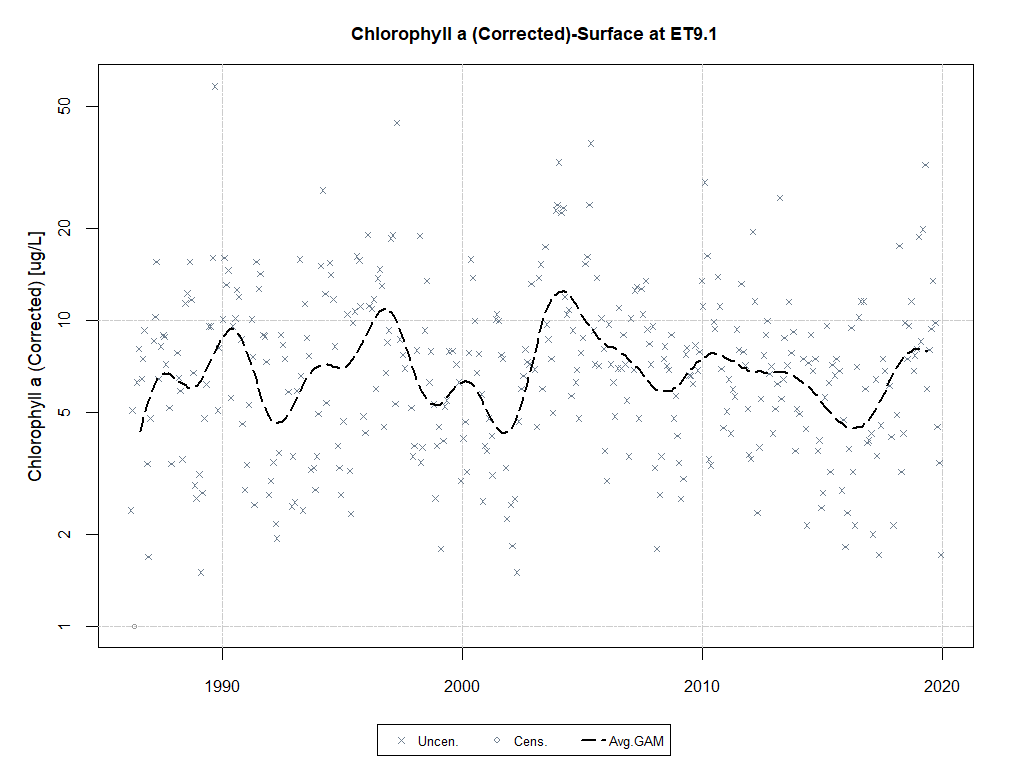 Chlorophyll a (Corrected)-Surface at ET9.1
Chlorophyll a (Corrected) [ug/L]
50
20
10
5
2
1
1990 2000 2010 2020
Uncen. Cens. Avg.GAM